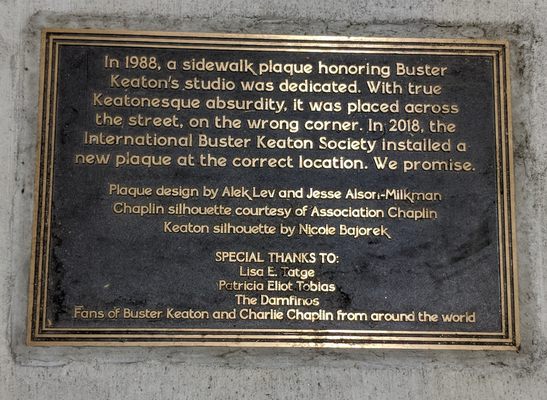 In 1988, a sidewalk plaque honoring Buster
Keaton's studio was dedicated. With true
Keatonesque absurdity, it was placed across
the street, on the wrong corner. In 2018, the
International Buster Keaton Society installed a
new plaque at the correct location. We promise.
Plaque design by Alek Lev and Jesse Alson-Milkman
Chaplin silhouette courtesy of Association Chaplin
Keaton silhouette by Nicole Bajorek
SPECIAL THANKS TO:
Lisa E. Tatge
Patricia Eliot Tobias
The Damfinos
Fans of Buster Keaton and Charlie Chaplin from around the world